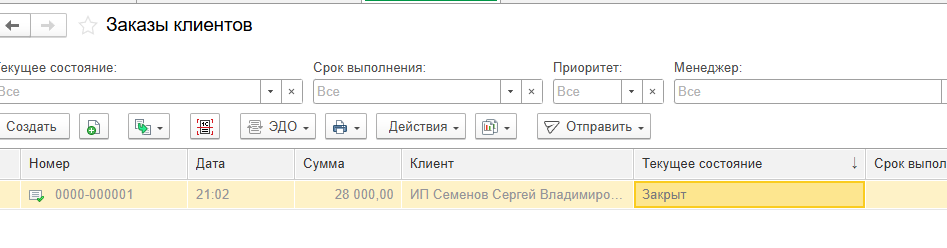 Заказы клиентов
Текущее состояние: Срок выполнения: Приоритет: Менеджер:
Все Все Все Все
Создать ЭДО Действия Отправить
Номер Дата Сумма Клиент Текущее состояние ↓ Срок выпол
0000-000001 21:02 28 000,00 ИП Семенов Сергей Владимиро... Закрыт